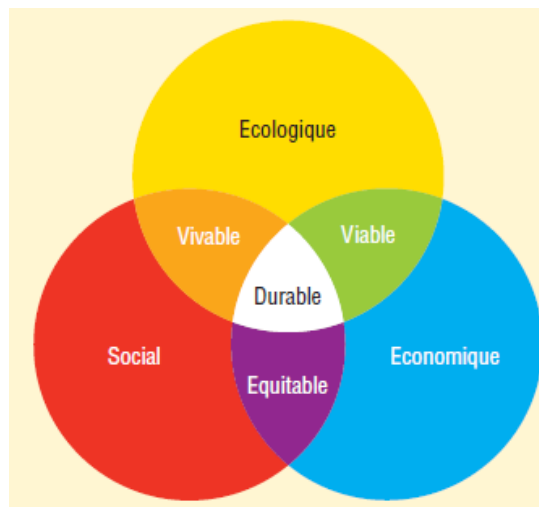 Ecologique
Vivable
Viable
Durable
Social
Economique
Equitable